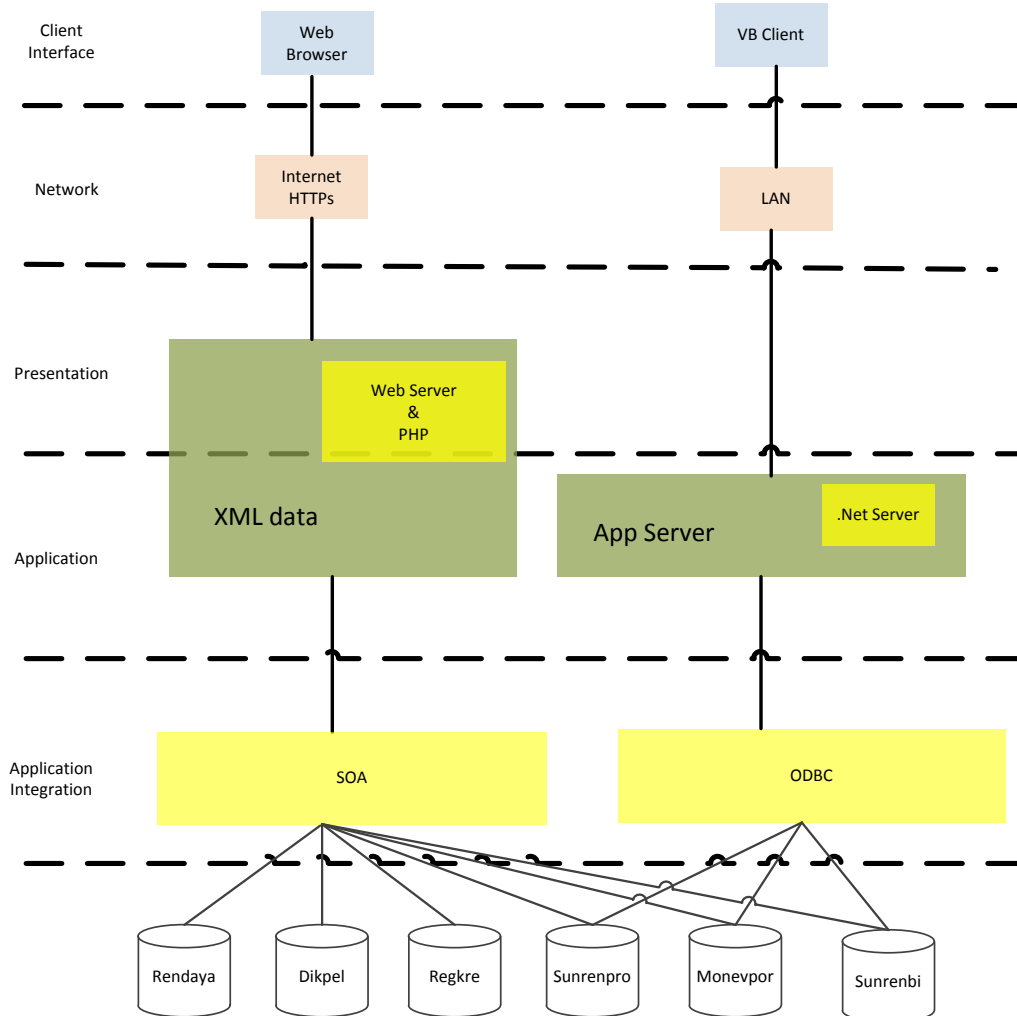 Client
Interface
Web
Browser
VB Client
Network
Internet
HTTPs
LAN
Presentation
Web Server
&
PHP
XML data
App Server
.Net Server
Application
Application
Integration
SOA
ODBC
Rendaya
Dikpel
Regkre
Sunrenpro
Monevpor
Sunrenbi